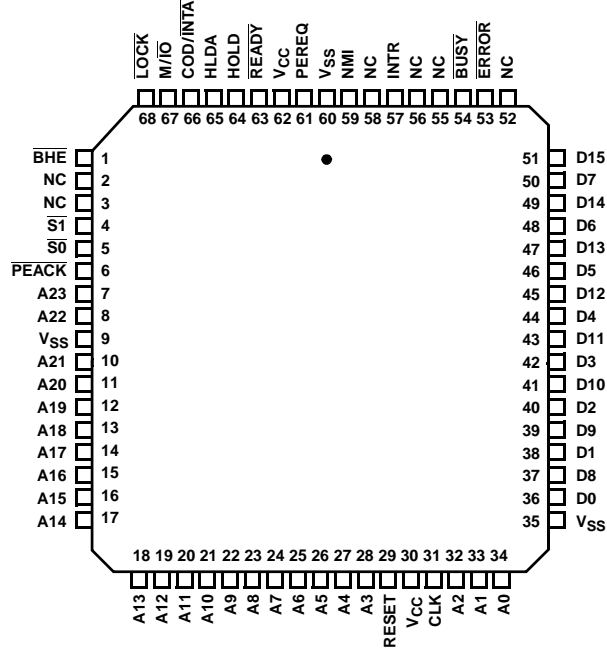 LOCK
M/IO
COD/INTA
HLDA
HOLD
READY
VCC
PEREQ
VSS
NMI
NC
INTR
NC
NC
BUSY
ERROR
NC
68 67 66 65 64 63 62 61 60 59 58 57 56 55 54 53 52
BHE 1
NC 2
NC 3
S1 4
S0 5
PEACK 6
A23 7
A22 8
VSS 9
A21 10
A20 11
A19 12
A18 13
A17 14
A16 15
A15 16
A14 17
51 D15
50 D7
49 D14
48 D6
47 D13
46 D5
45 D12
44 D4
43 D11
42 D3
41 D10
40 D2
39 D9
38 D1
37 D8
36 D0
35 VSS
18 19 20 21 22 23 24 25 26 27 28 29 30 31 32 33 34
A13
A12
A11
A10
A9
A8
A7
A6
A5
A4
A3
RESET
VCC
CLK
A2
A1
A0